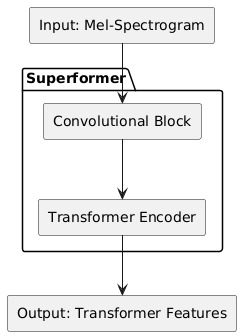 Input: Mel-Spectrogram
Superformer
Convolutional Block
Transformer Encoder
Output: Transformer Features